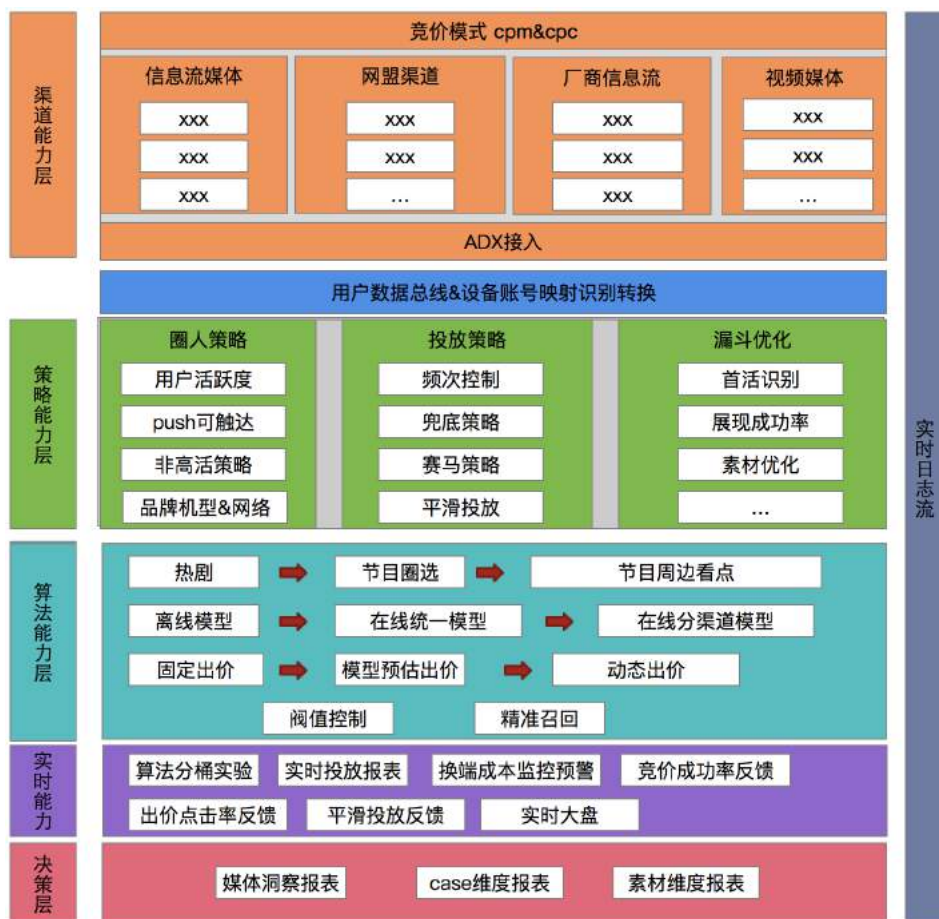 渠道能力层
竞价模式 cpm&cpc
信息流媒体
xxx
xxx
xxx
网盟渠道
xxx
xxx
...
厂商信息流
xxx
xxx
xxx
视频媒体
xxx
xxx
...
ADX接入
用户数据总线&设备账号映射识别转换
策略能力层
圈人策略
用户活跃度
push可触达
非高活策略
品牌机型&网络
投放策略
频次控制
兜底策略
赛马策略
平滑投放
漏斗优化
首活识别
展现成功率
素材优化
...
算法能力层
热剧
节目圈选
节目周边看点
离线模型
在线统一模型
在线分渠道模型
固定出价
模型预估出价
动态出价
阀值控制
精准召回
实时能力
算法分桶实验
实时投放报表
换端成本监控预警
竞价成功率反馈
出价点击率反馈
平滑投放反馈
实时大盘
决策层
媒体洞察报表
case维度报表
素材维度报表
实时日志流